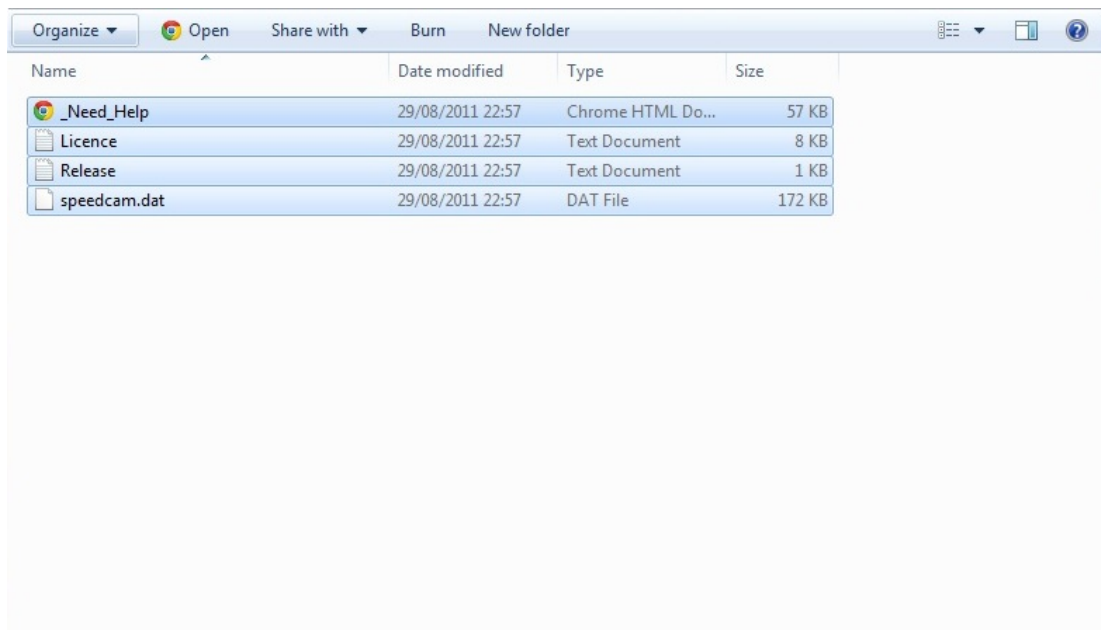 Organize Open Share with Burn New folder
Name Date modified Type Size
_Need_Help 29/08/2011 22:57 Chrome HTML Do... 57 KB
Licence 29/08/2011 22:57 Text Document 8 KB
Release 29/08/2011 22:57 Text Document 1 KB
speedcam.dat 29/08/2011 22:57 DAT File 172 KB